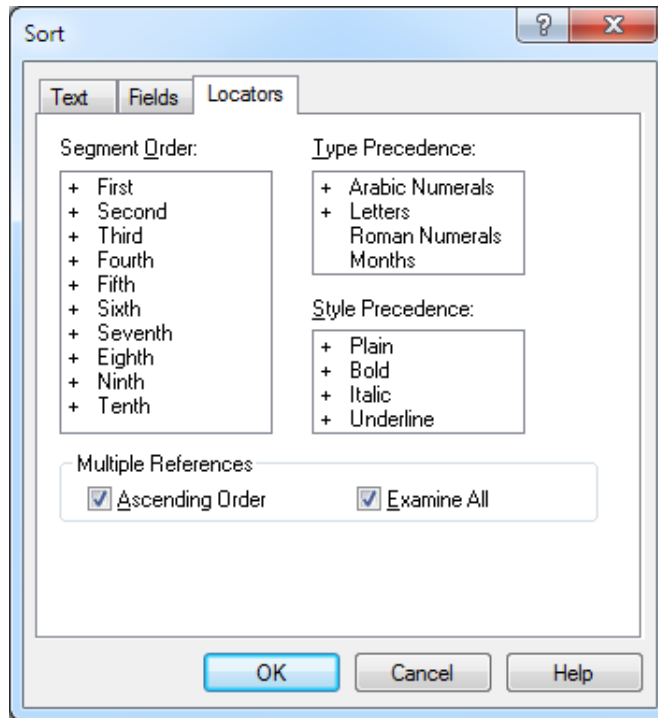 Sort
Text Fields Locators
Segment Order:
+ First
+ Second
+ Third
+ Fourth
+ Fifth
+ Sixth
+ Seventh
+ Eighth
+ Ninth
+ Tenth
Type Precedence:
+ Arabic Numerals
+ Letters
Roman Numerals
Months
Style Precedence:
+ Plain
+ Bold
+ Italic
+ Underline
Multiple References
Ascending Order Examine All
OK Cancel Help